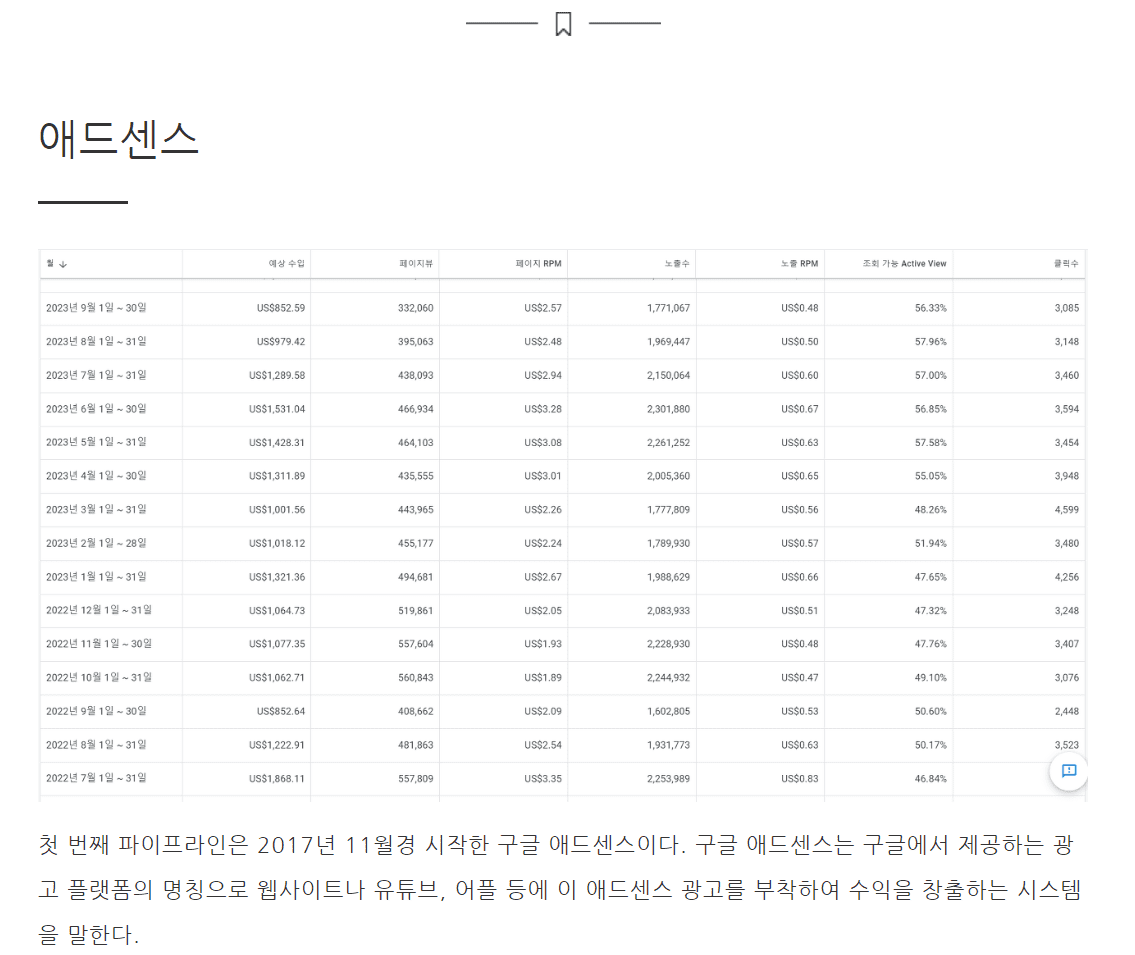 애드센스
월 ↓ 예상 수입 페이지뷰 페이지 RPM 노출수 노출 RPM 조회 가능 Active View 클릭수
2023년 9월 1일 ~ 30일 US$852.59 332,060 US$2.57 1,771,067 US$0.48 56.33% 3,085
2023년 8월 1일 ~ 31일 US$979.42 395,063 US$2.48 1,969,447 US$0.50 57.96% 3,148
2023년 7월 1일 ~ 31일 US$1,289.58 438,093 US$2.94 2,150,064 US$0.60 57.00% 3,460
2023년 6월 1일 ~ 30일 US$1,531.04 466,934 US$3.28 2,301,880 US$0.67 56.85% 3,594
2023년 5월 1일 ~ 31일 US$1,428.31 464,103 US$3.08 2,261,252 US$0.63 57.58% 3,454
2023년 4월 1일 ~ 30일 US$1,311.89 435,555 US$3.01 2,005,360 US$0.65 55.05% 3,948
2023년 3월 1일 ~ 31일 US$1,001.56 443,965 US$2.26 1,777,809 US$0.56 48.26% 4,599
2023년 2월 1일 ~ 28일 US$1,018.12 455,177 US$2.24 1,789,930 US$0.57 51.94% 3,480
2023년 1월 1일 ~ 31일 US$1,321.36 494,681 US$2.67 1,988,629 US$0.66 47.65% 4,256
2022년 12월 1일 ~ 31일 US$1,064.73 519,861 US$2.05 2,083,933 US$0.51 47.32% 3,248
2022년 11월 1일 ~ 30일 US$1,077.35 557,604 US$1.93 2,228,930 US$0.48 47.76% 3,407
2022년 10월 1일 ~ 31일 US$1,062.71 560,843 US$1.89 2,244,932 US$0.47 49.10% 3,076
2022년 9월 1일 ~ 30일 US$852.64 408,662 US$2.09 1,602,805 US$0.53 50.60% 2,448
2022년 8월 1일 ~ 31일 US$1,222.91 481,863 US$2.54 1,931,773 US$0.63 50.17% 3,523
2022년 7월 1일 ~ 31일 US$1,868.11 557,809 US$3.35 2,253,989 US$0.83 46.84%
첫 번째 파이프라인은 2017년 11월경 시작한 구글 애드센스이다. 구글 애드센스는 구글에서 제공하는 광
고 플랫폼의 명칭으로 웹사이트나 유튜브, 어플 등에 이 애드센스 광고를 부착하여 수익을 창출하는 시스템
을 말한다.